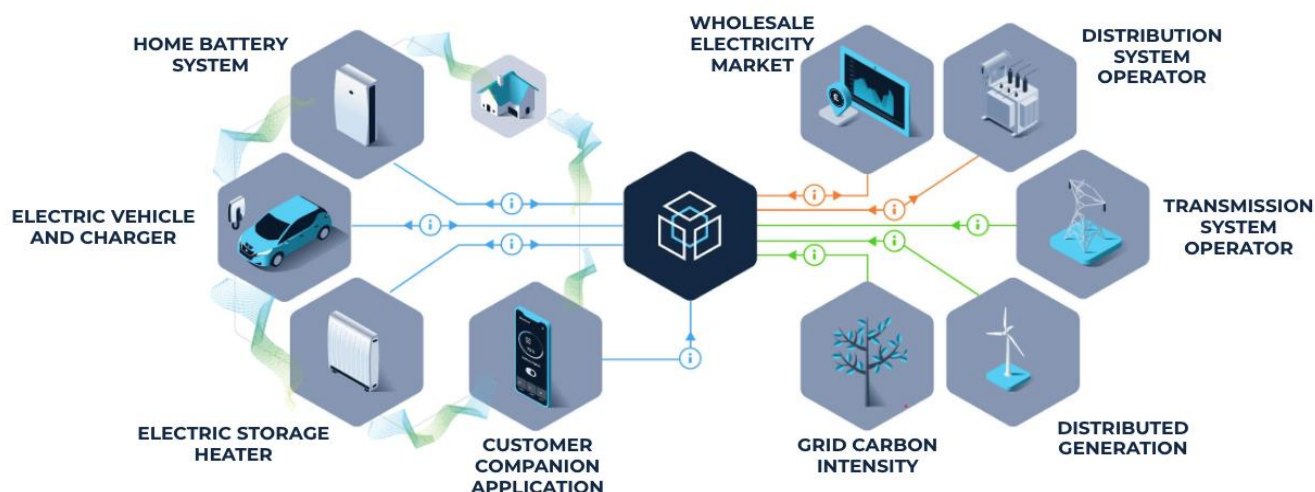 HOME BATTERY
SYSTEM
WHOLESALE
ELECTRICITY
MARKET
DISTRIBUTION
SYSTEM
OPERATOR
ELECTRIC VEHICLE
AND CHARGER
TRANSMISSION
SYSTEM
OPERATOR
ELECTRIC STORAGE
HEATER
CUSTOMER
COMPANION
APPLICATION
GRID CARBON
INTENSITY
DISTRIBUTED
GENERATION
i
i
i
i
i
i
i
i
i